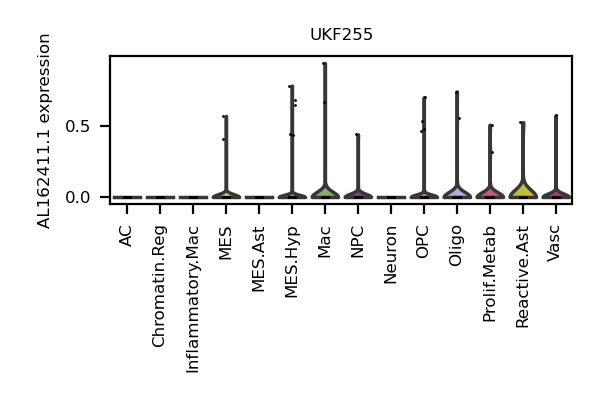 UKF255
AL162411.1 expression
0.5
0.0
AC
Chromatin.Reg
Inflammatory.Mac
MES
MES.Ast
MES.Hyp
Mac
NPC
Neuron
OPC
Oligo
Prolif.Metab
Reactive.Ast
Vasc